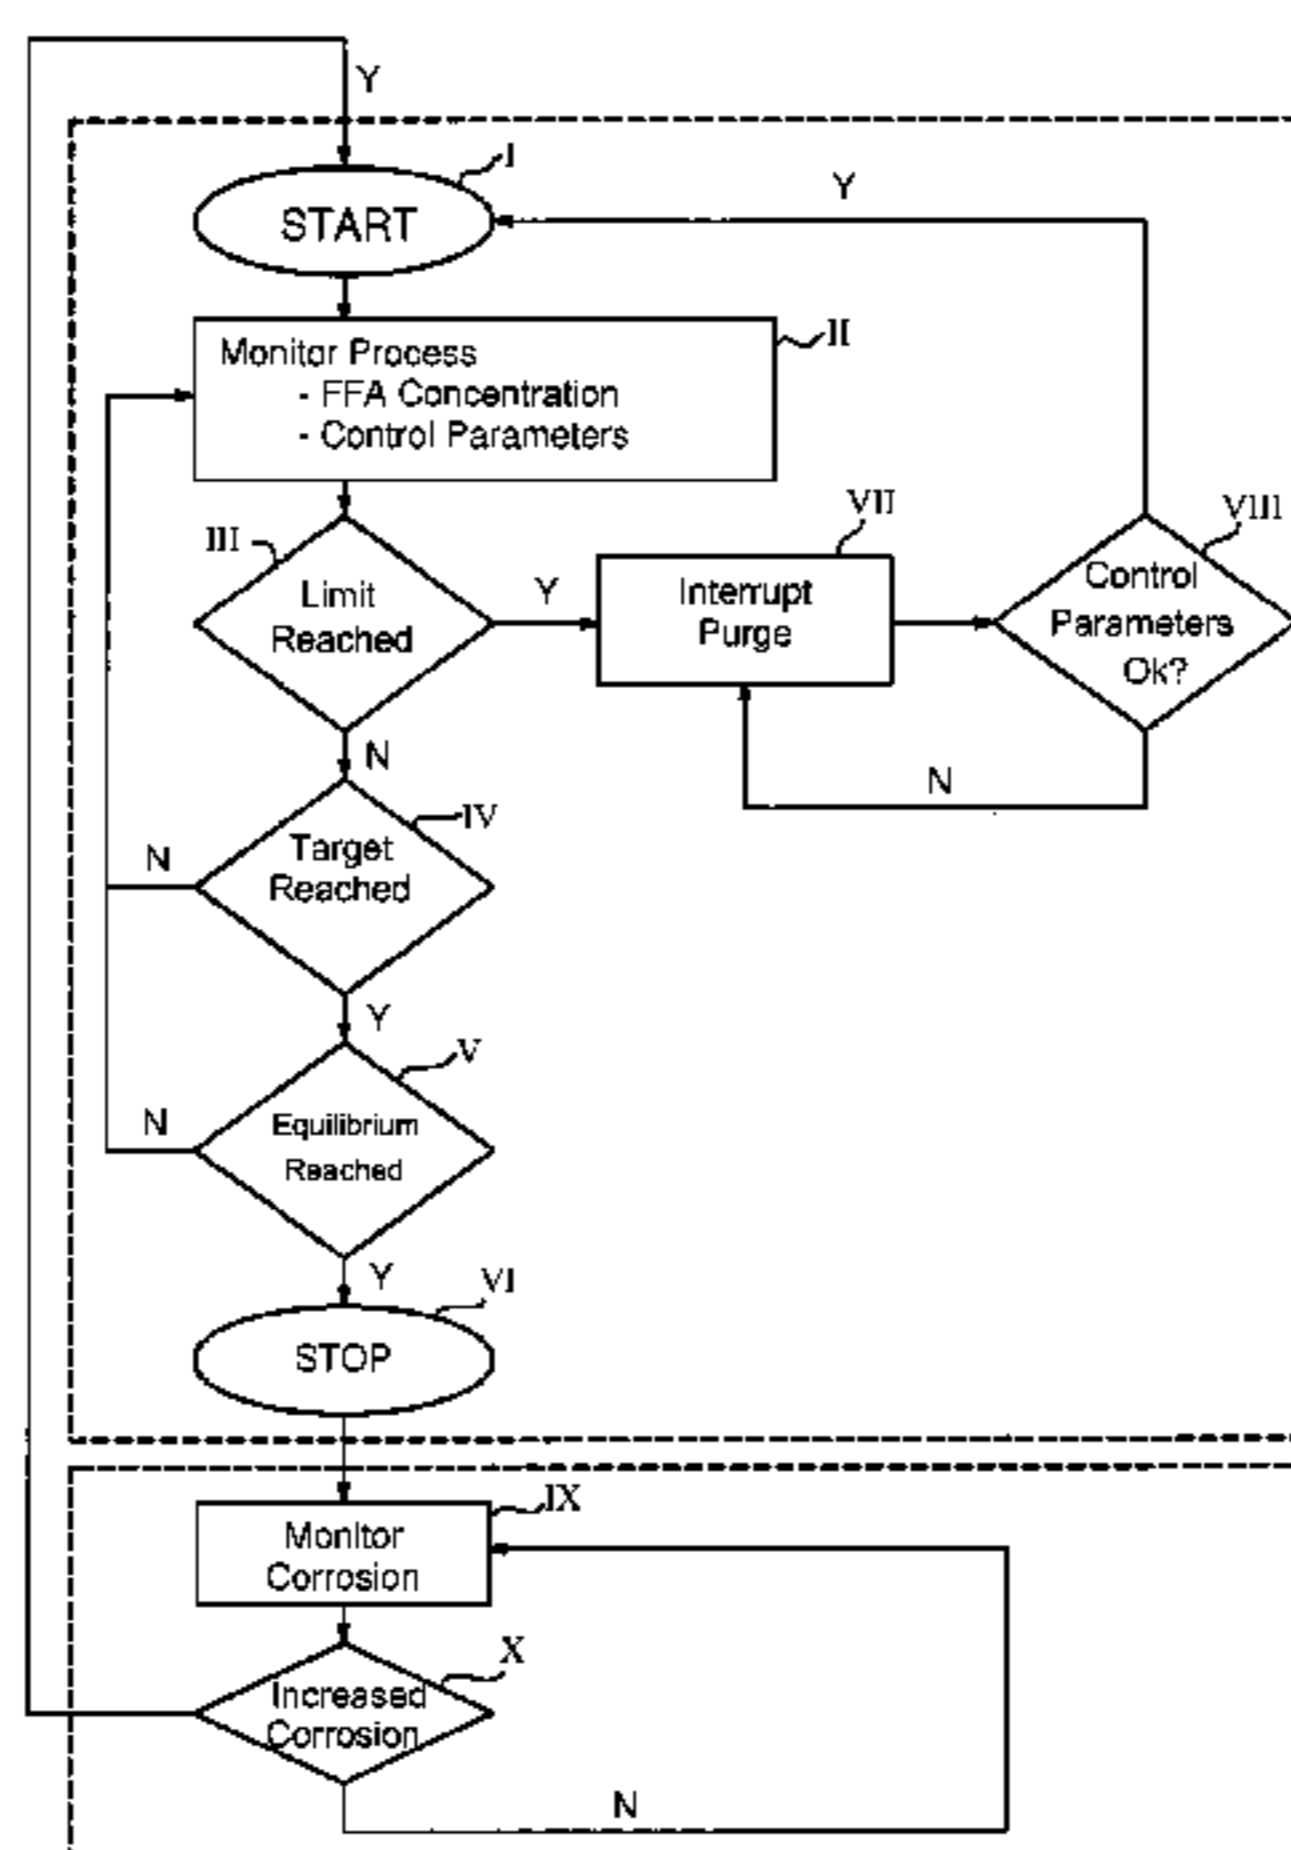 Y
I
START
Y
Monitor Process
- FFA Concentration
- Control Parameters
II
III
Limit
Reached
Y
VII
Interrupt
Purge
VIII
Control
Parameters
Ok?
N
N
IV
Target
Reached
N
Y
V
Equilibrium
Reached
N
Y
VI
STOP
IX
Monitor
Corrosion
X
Increased
Corrosion
N